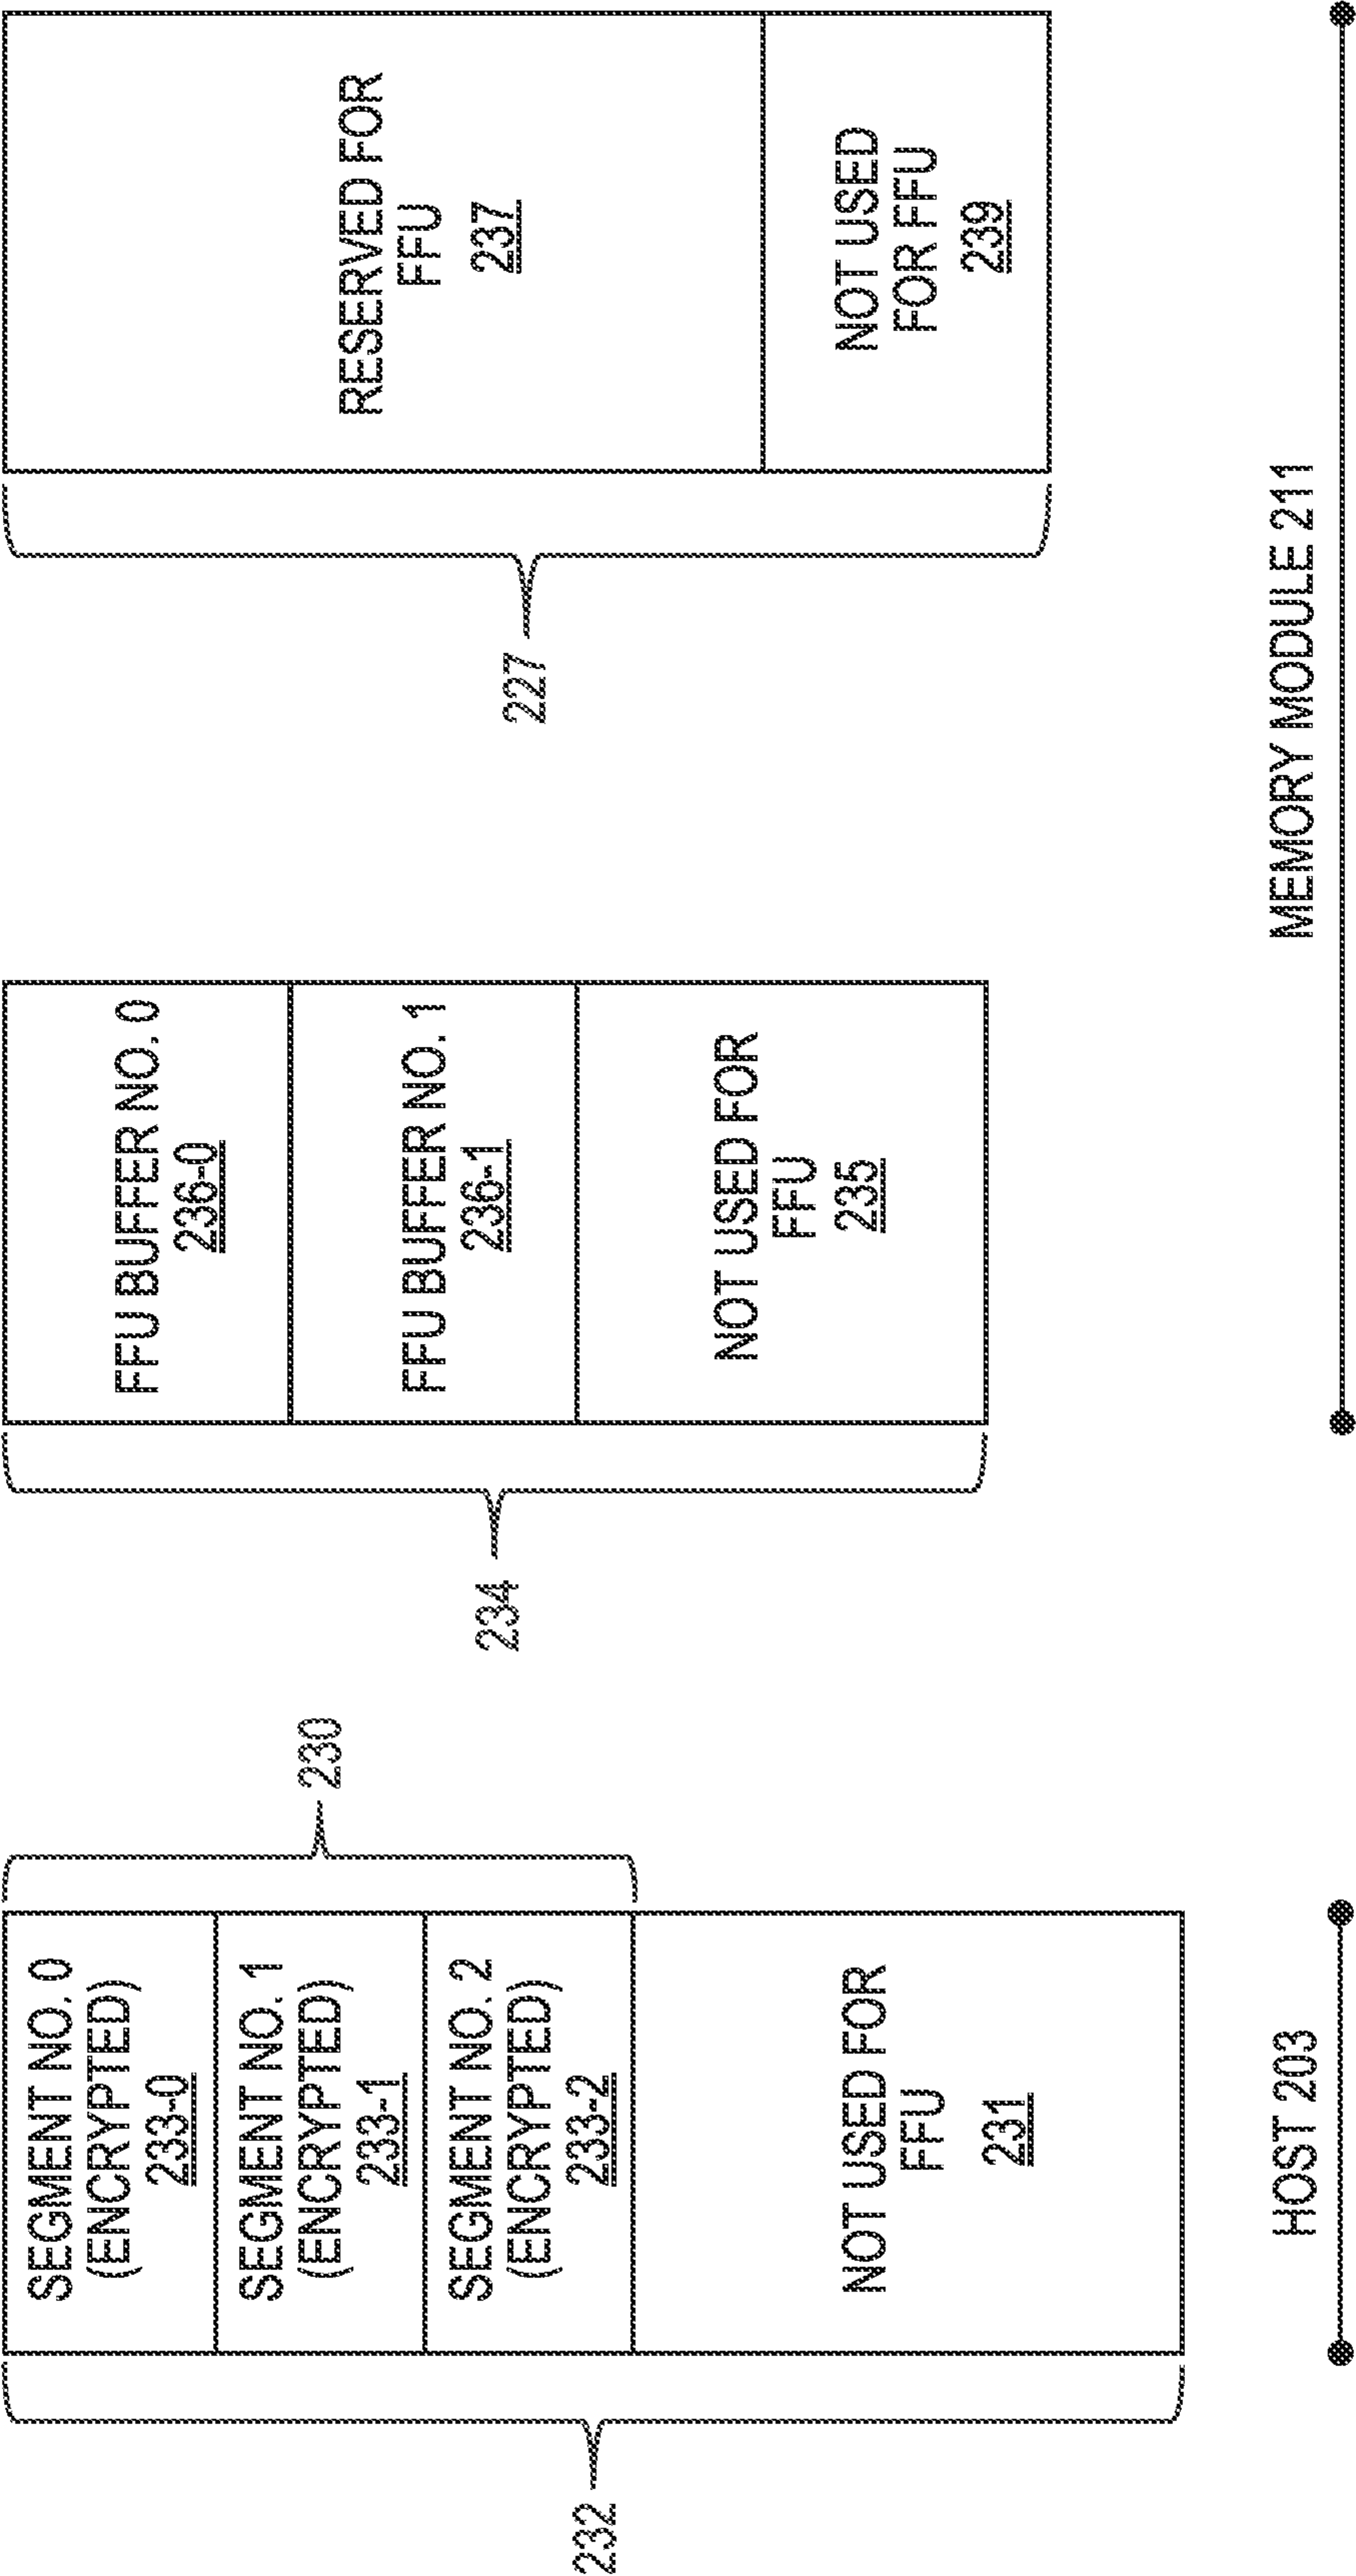 232
SEGMENT NO. 0
(ENCRYPTED)
233-0
SEGMENT NO. 1
(ENCRYPTED)
233-1
SEGMENT NO. 2
(ENCRYPTED)
233-2
NOT USED FOR
FFU
231
230
HOST 203
234
FFU BUFFER NO. 0
236-0
FFU BUFFER NO. 1
236-1
NOT USED FOR
FFU
235
227
RESERVED FOR
FFU
237
NOT USED
FOR FFU
239
MEMORY MODULE 211